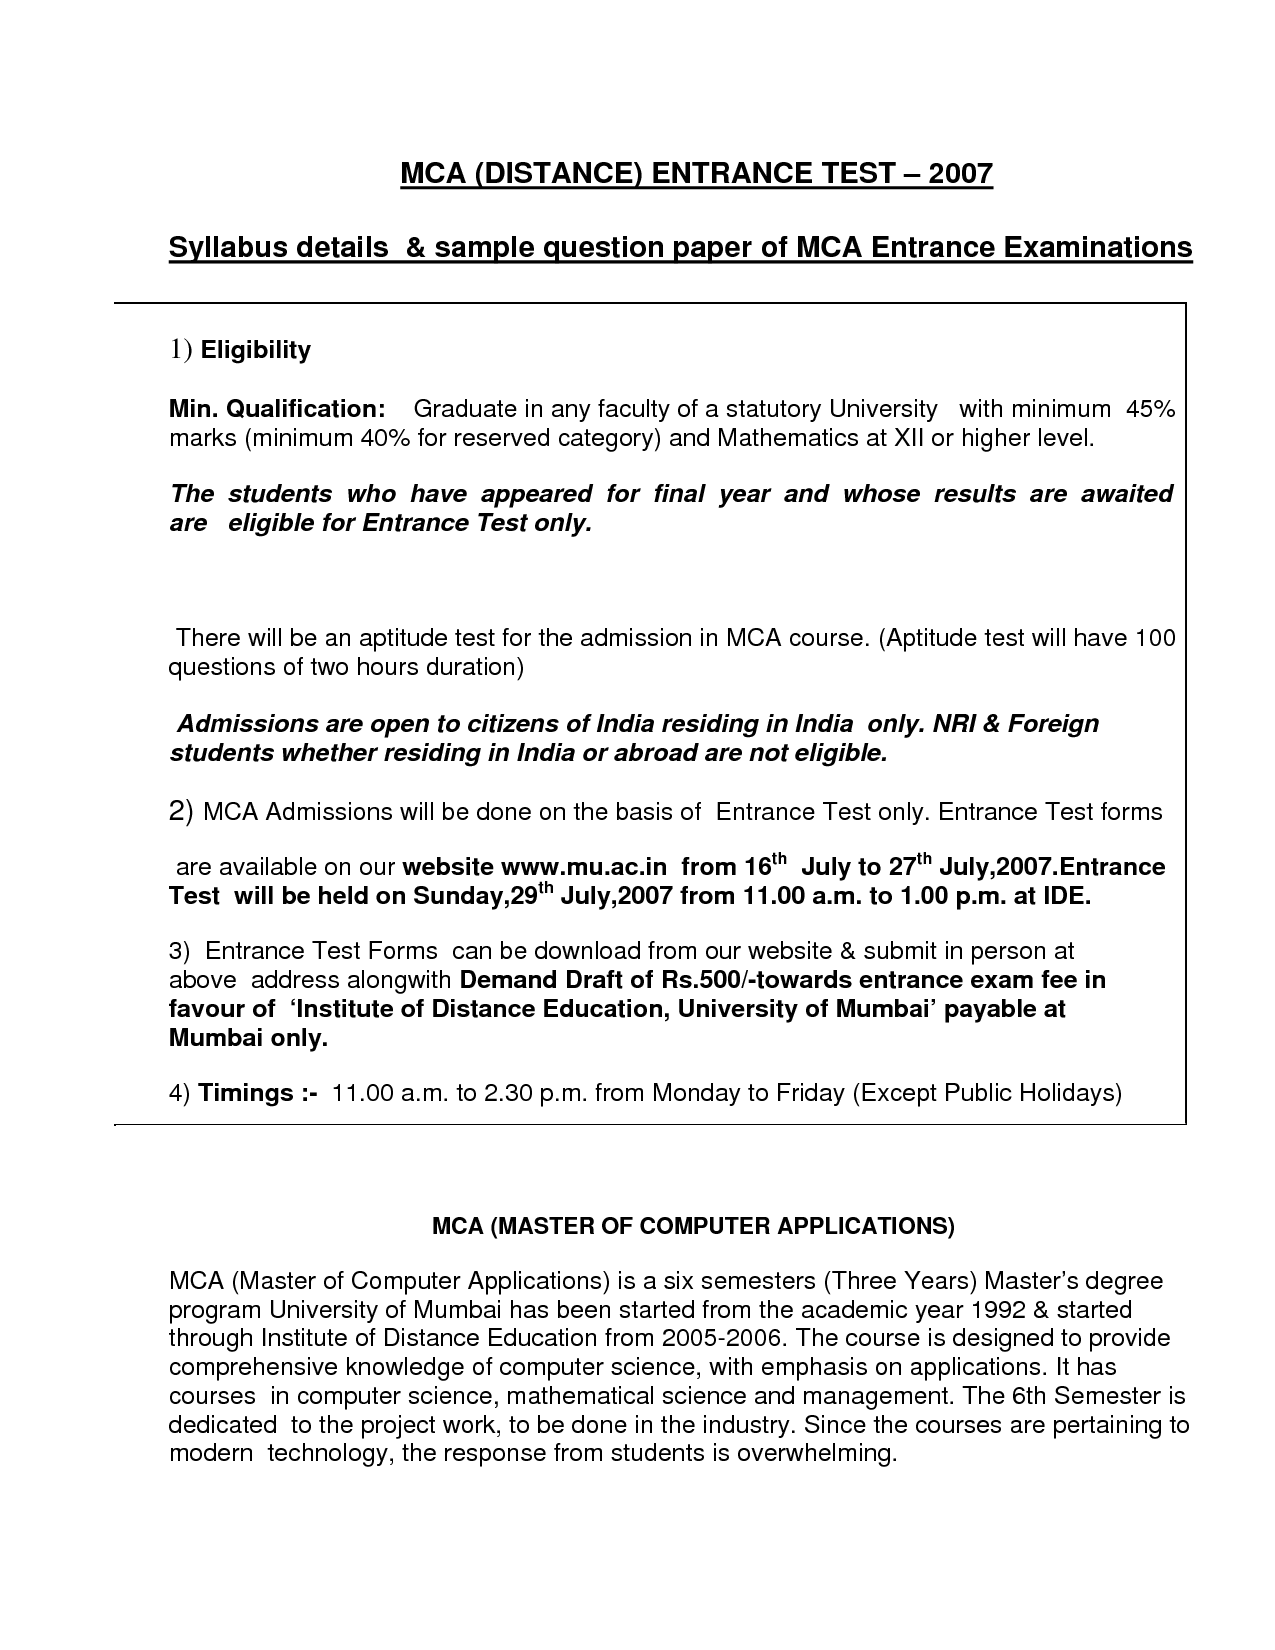 MCA (DISTANCE) ENTRANCE TEST – 2007
Syllabus details & sample question paper of MCA Entrance Examinations
1) Eligibility
Min. Qualification: Graduate in any faculty of a statutory University with minimum 45%
marks (minimum 40% for reserved category) and Mathematics at XII or higher level.
The students who have appeared for final year and whose results are awaited
are eligible for Entrance Test only.
There will be an aptitude test for the admission in MCA course. (Aptitude test will have 100
questions of two hours duration)
Admissions are open to citizens of India residing in India only. NRI & Foreign
students whether residing in India or abroad are not eligible.
2) MCA Admissions will be done on the basis of Entrance Test only. Entrance Test forms
are available on our website www.mu.ac.in from 16th July to 27th July,2007.Entrance
Test will be held on Sunday,29th July,2007 from 11.00 a.m. to 1.00 p.m. at IDE.
3) Entrance Test Forms can be download from our website & submit in person at
above address alongwith Demand Draft of Rs.500/-towards entrance exam fee in
favour of ‘Institute of Distance Education, University of Mumbai’ payable at
Mumbai only.
4) Timings :- 11.00 a.m. to 2.30 p.m. from Monday to Friday (Except Public Holidays)
MCA (MASTER OF COMPUTER APPLICATIONS)
MCA (Master of Computer Applications) is a six semesters (Three Years) Master’s degree
program University of Mumbai has been started from the academic year 1992 & started
through Institute of Distance Education from 2005-2006. The course is designed to provide
comprehensive knowledge of computer science, with emphasis on applications. It has
courses in computer science, mathematical science and management. The 6th Semester is
dedicated to the project work, to be done in the industry. Since the courses are pertaining to
modern technology, the response from students is overwhelming.